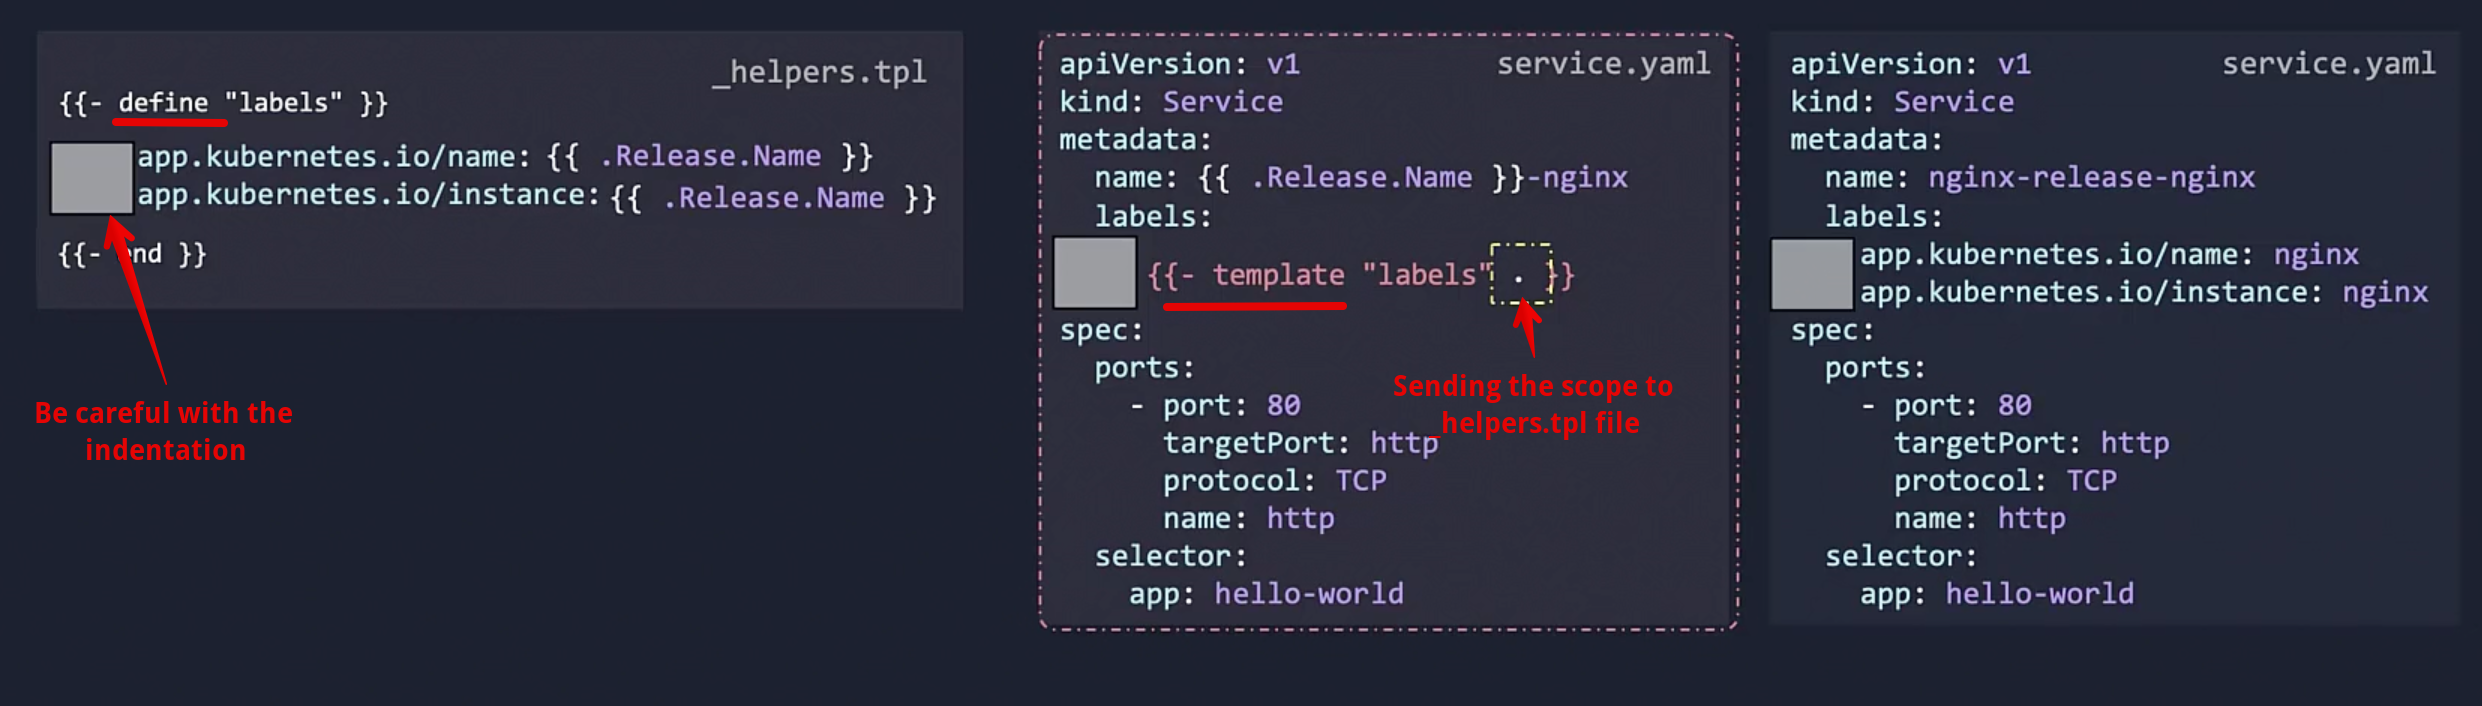 _helpers.tpl
{{- define "labels" }}
app.kubernetes.io/name: {{ .Release.Name }}
app.kubernetes.io/instance: {{ .Release.Name }}
{{- end }}
Be careful with the
indentation
service.yaml
apiVersion: v1
kind: Service
metadata:
name: {{ .Release.Name }}-nginx
labels:
{{- template "labels" . }}
spec:
ports:
- port: 80
targetPort: http
protocol: TCP
name: http
selector:
app: hello-world
Sending the scope to
_helpers.tpl file
service.yaml
apiVersion: v1
kind: Service
metadata:
name: nginx-release-nginx
labels:
app.kubernetes.io/name: nginx
app.kubernetes.io/instance: nginx
spec:
ports:
- port: 80
targetPort: http
protocol: TCP
name: http
selector:
app: hello-world